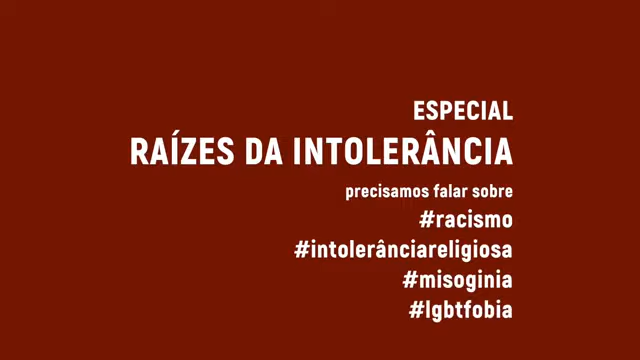 ESPECIAL
RAÍZES DA INTOLERÂNCIA
precisamos falar sobre
#racismo
#intolerânciareligiosa
#misoginia
#lgbtfobia